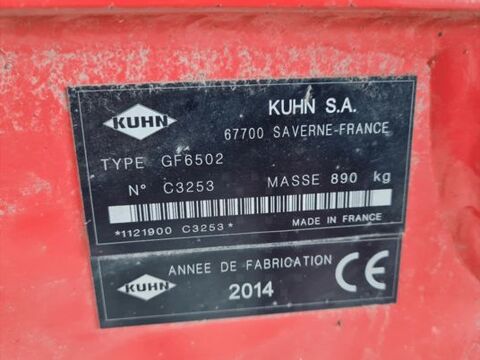 KUHN
KUHN S.A.
67700 SAVERNE-FRANCE
TYPE GF6502
N° C3253 MASSE 890 kg
*1121900 C3253*
MADE IN FRANCE
KUHN
ANNEE DE FABRICATION
2014
CE